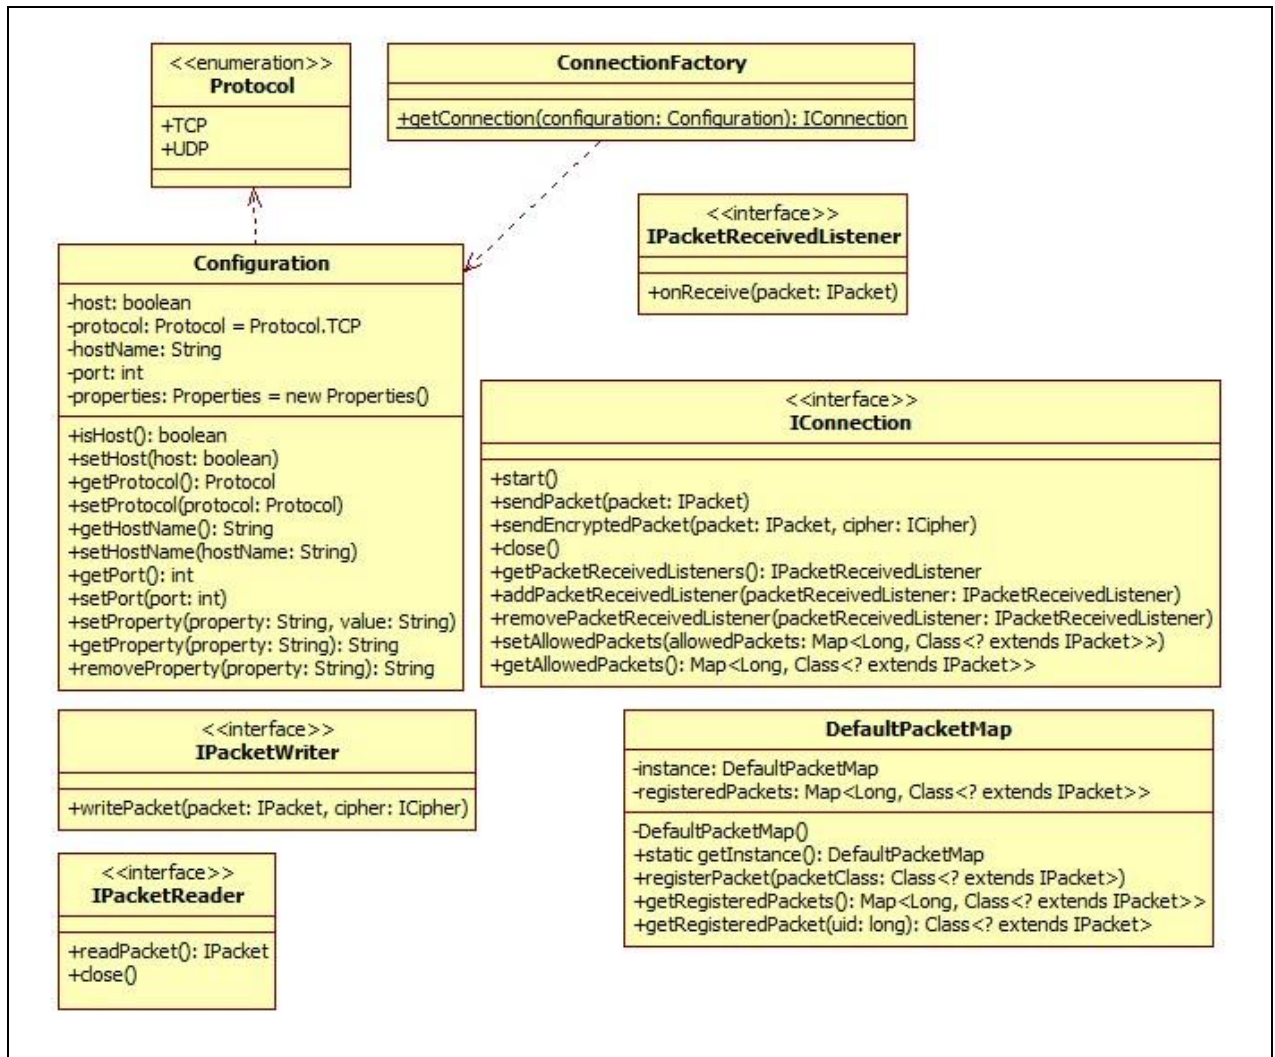 <<enumeration>>
Protocol
+TCP
+UDP
ConnectionFactory
+getConnection(configuration: Configuration): IConnection
<<interface>>
IPacketReceivedListener
+onReceive(packet: IPacket)
Configuration
-host: boolean
-protocol: Protocol = Protocol.TCP
-hostName: String
-port: int
-properties: Properties = new Properties()
+isHost(): boolean
+setHost(host: boolean)
+getProtocol(): Protocol
+setProtocol(protocol: Protocol)
+getHostName(): String
+setHostName(hostName: String)
+getPort(): int
+setPort(port: int)
+setProperty(property: String, value: String)
+getProperty(property: String): String
+removeProperty(property: String): String
<<interface>>
IConnection
+start()
+sendPacket(packet: IPacket)
+sendEncryptedPacket(packet: IPacket, cipher: ICipher)
+close()
+getPacketReceivedListeners(): IPacketReceivedListener
+addPacketReceivedListener(packetReceivedListener: IPacketReceivedListener)
+removePacketReceivedListener(packetReceivedListener: IPacketReceivedListener)
+setAllowedPackets(allowedPackets: Map<Long, Class<? extends IPacket>>)
+getAllowedPackets(): Map<Long, Class<? extends IPacket>>
<<interface>>
IPacketWriter
+writePacket(packet: IPacket, cipher: ICipher)
DefaultPacketMap
-instance: DefaultPacketMap
-registeredPackets: Map<Long, Class<? extends IPacket>>
-DefaultPacketMap()
+static getInstance(): DefaultPacketMap
+registerPacket(packetClass: Class<? extends IPacket>)
+getRegisteredPackets(): Map<Long, Class<? extends IPacket>>
+getRegisteredPacket(uid: long): Class<? extends IPacket>
<<interface>>
IPacketReader
+readPacket(): IPacket
+close()